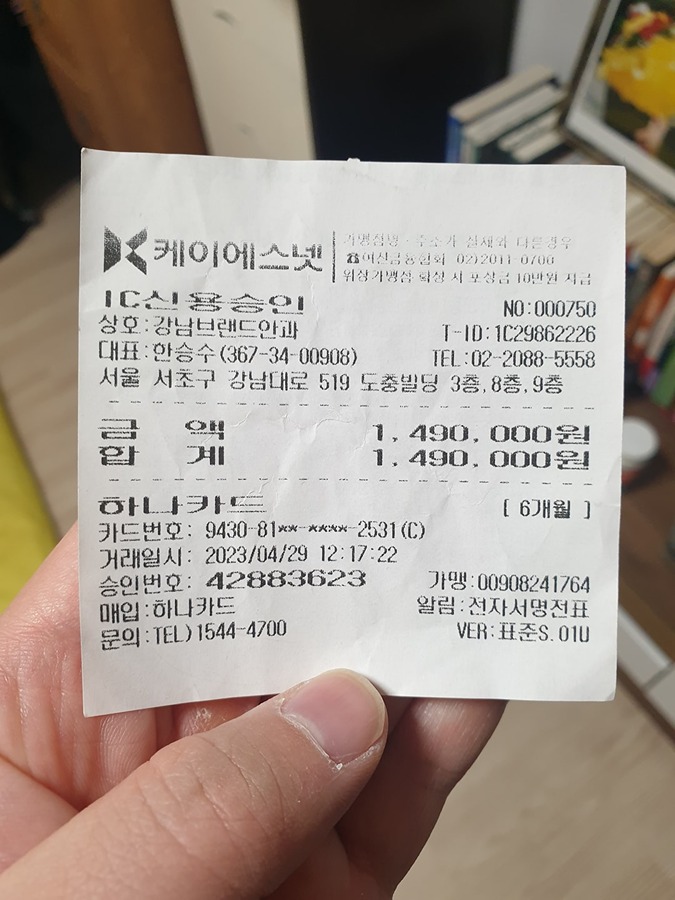 케이에스넷
가맹점명·주소가 실제와 다른경우
☎여신금융협회 02)2011-0700
위장가맹점 확정 시 포상금 10만원 지급
IC신용승인
NO:000750
상호:강남브랜드안과
T-ID:1C29862226
대표:한승수(367-34-00908)
TEL:02-2088-5558
서울 서초구 강남대로 519 도충빌딩 3층,8층,9층
금 액 1,490,000원
합 계 1,490,000원
하나카드 [ 6개월 ]
카드번호: 9430-81**-****-2531(C)
거래일시: 2023/04/29 12:17:22
승인번호: 42883623 가맹:00908241764
매입:하나카드 알림:전자서명전표
문의:TEL)1544-4700 VER:표준S.01U